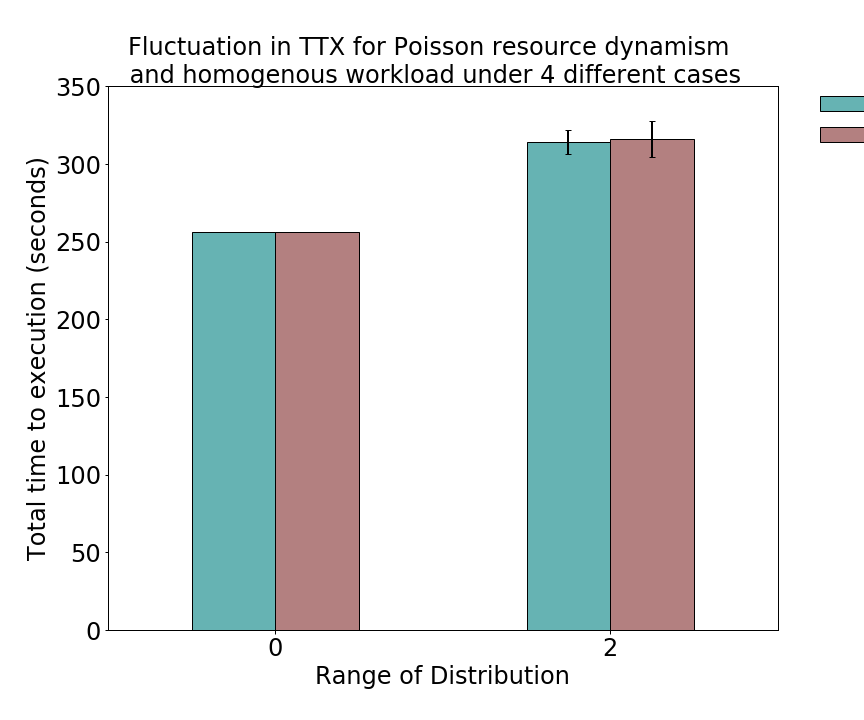 Fluctuation in TTX for Poisson resource dynamism
and homogenous workload under 4 different cases
350
300
250
200
150
100
50
0
Total time to execution (seconds)
0 2
Range of Distribution